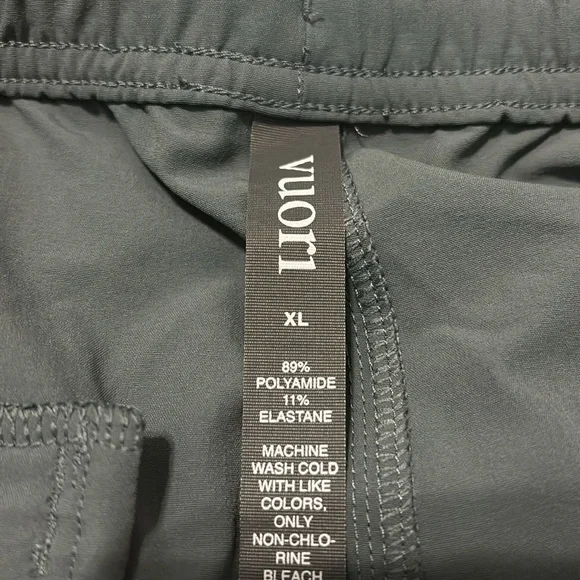 vuori
XL
89%
POLYAMIDE
11%
ELASTANE
MACHINE
WASH COLD
WITH LIKE
COLORS,
ONLY
NON-CHLO-
RINE
BLEACH